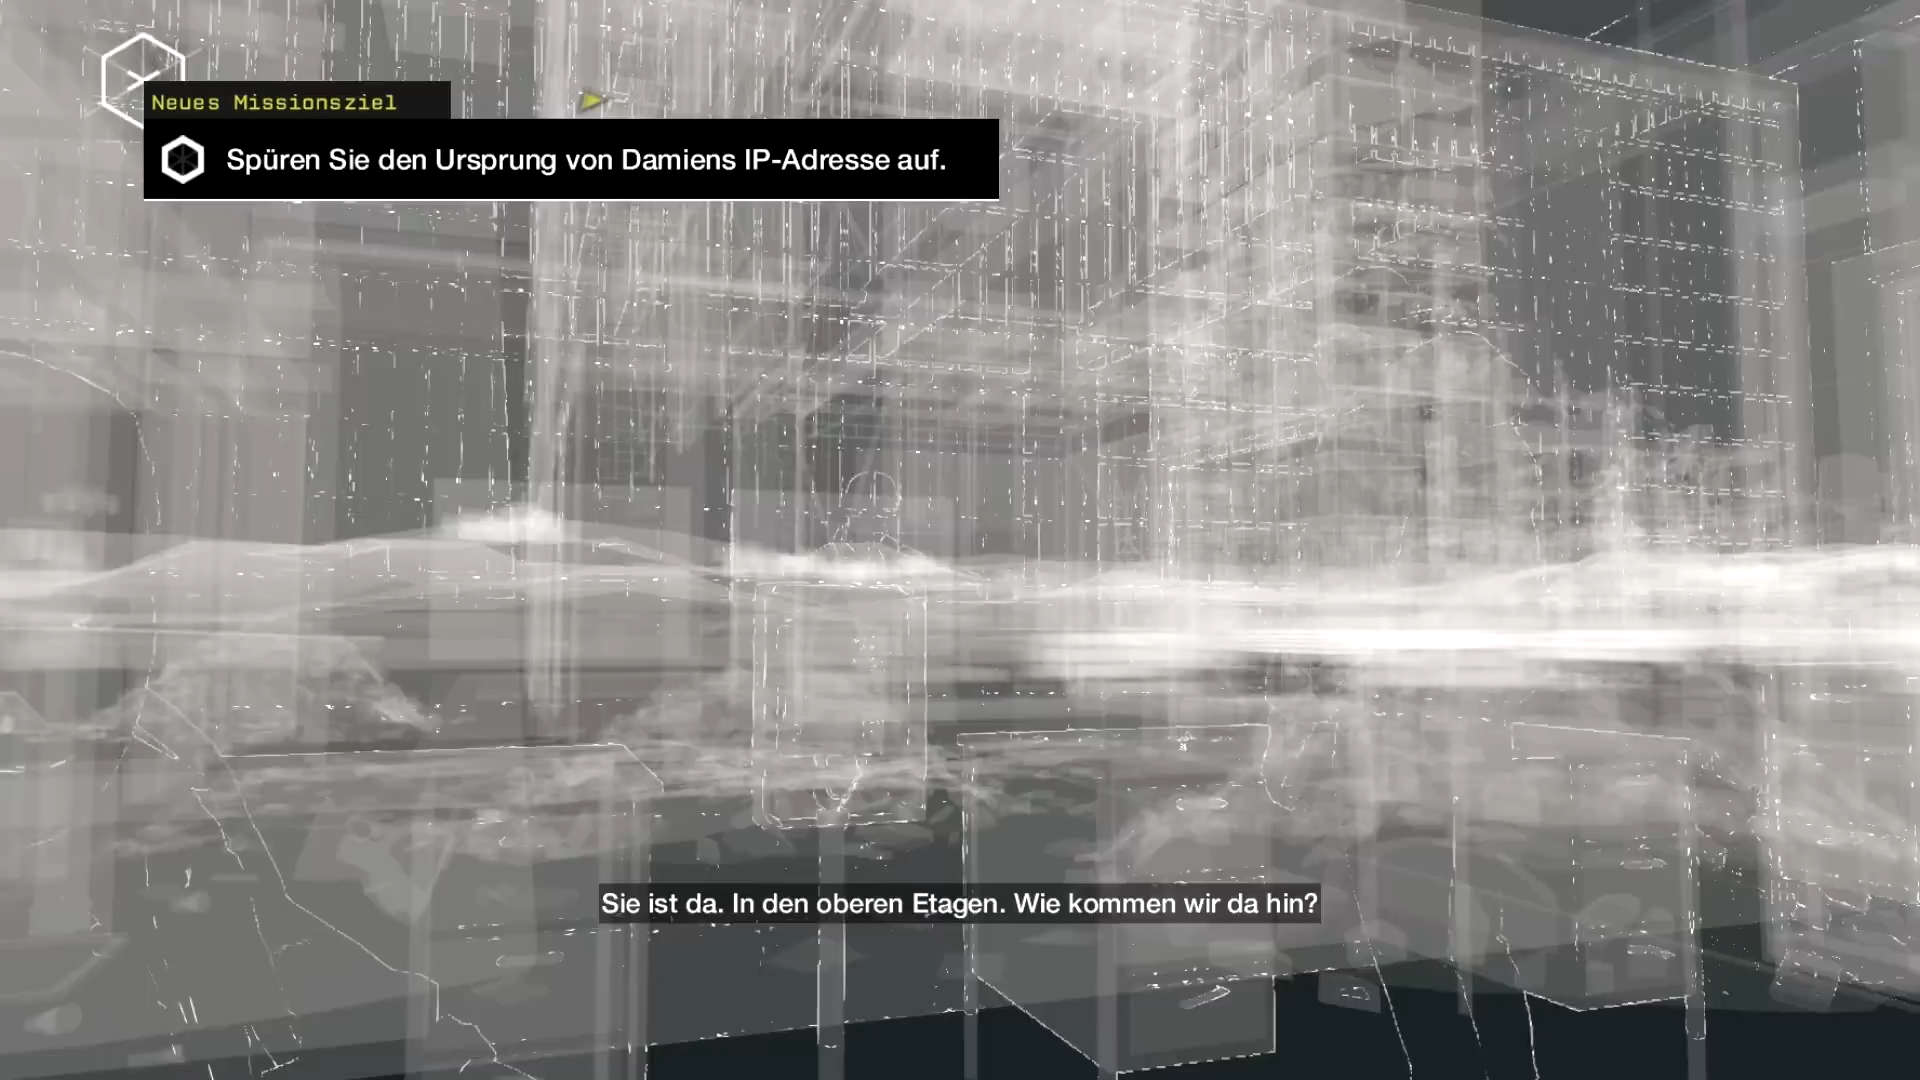 Neues Missionsziel
Spüren Sie den Ursprung von Damiens IP-Adresse auf.
Sie ist da. In den oberen Etagen. Wie kommen wir da hin?